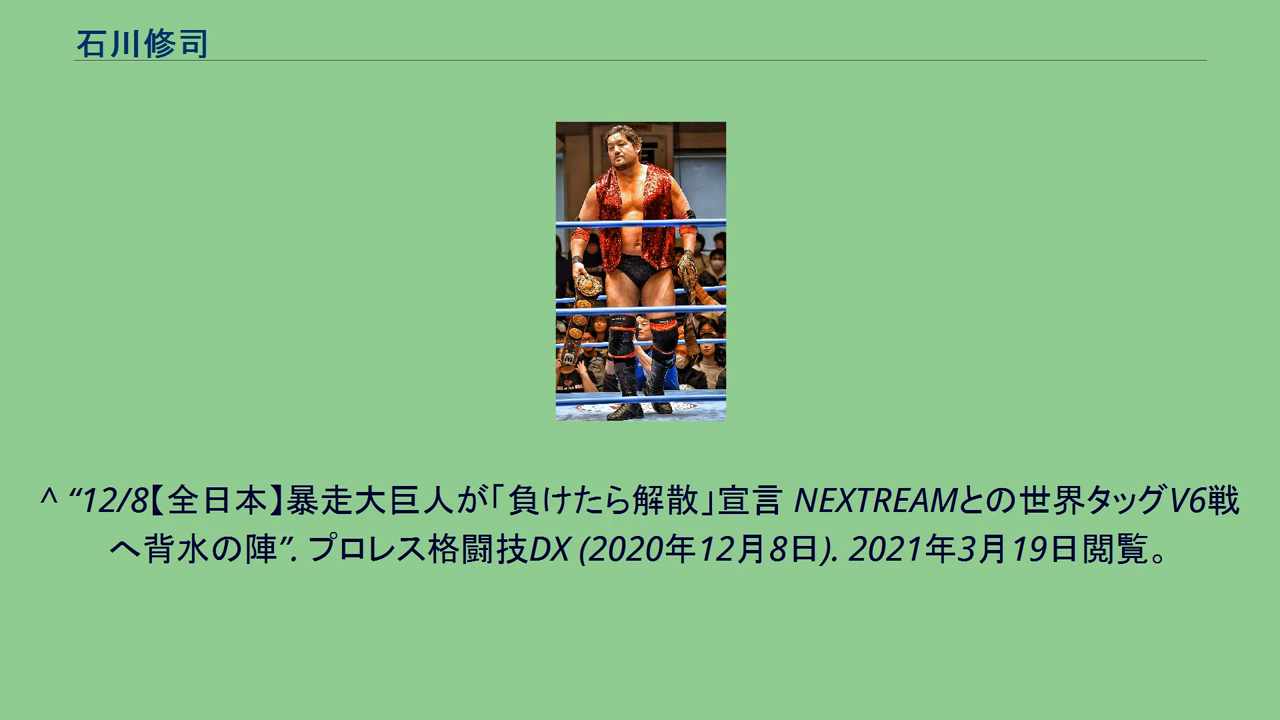 石川修司
^ “12/8【全日本】暴走大巨人が「負けたら解散」宣言 NEXTREAMとの世界タッグV6戦
へ背水の陣”. プロレス格闘技DX (2020年12月8日). 2021年3月19日閲覧。